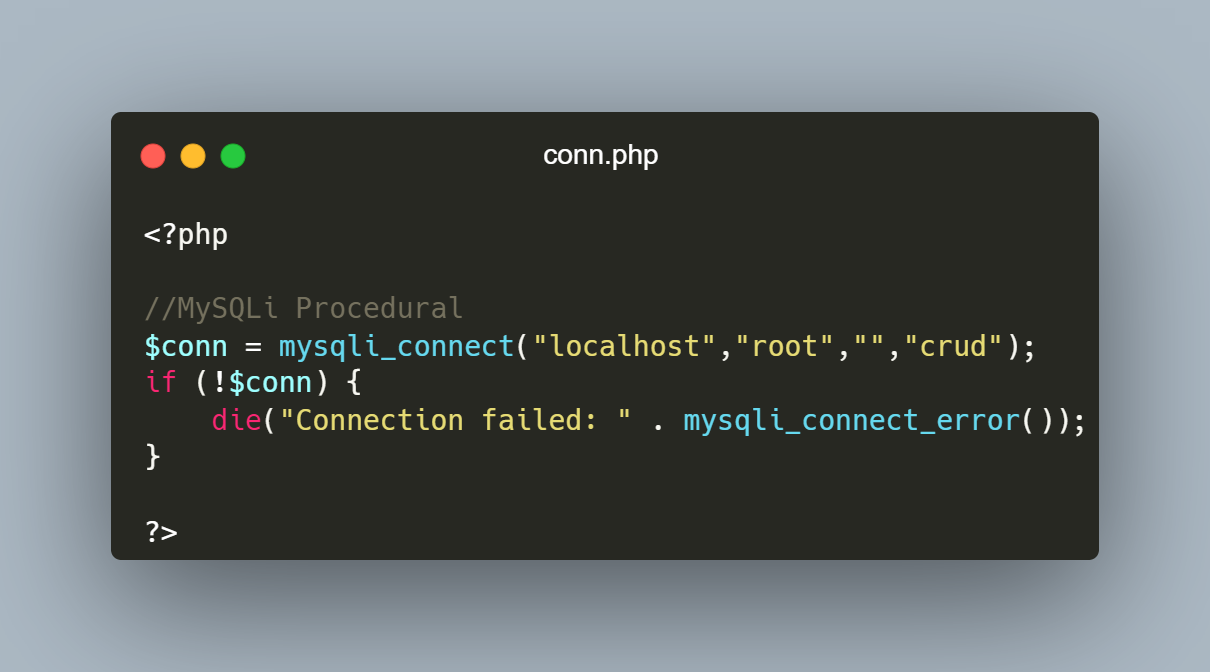 conn.php
<?php
//MySQLi Procedural
$conn = mysqli_connect("localhost","root","","crud");
if (!$conn) {
    die("Connection failed: " . mysqli_connect_error());
}
?>